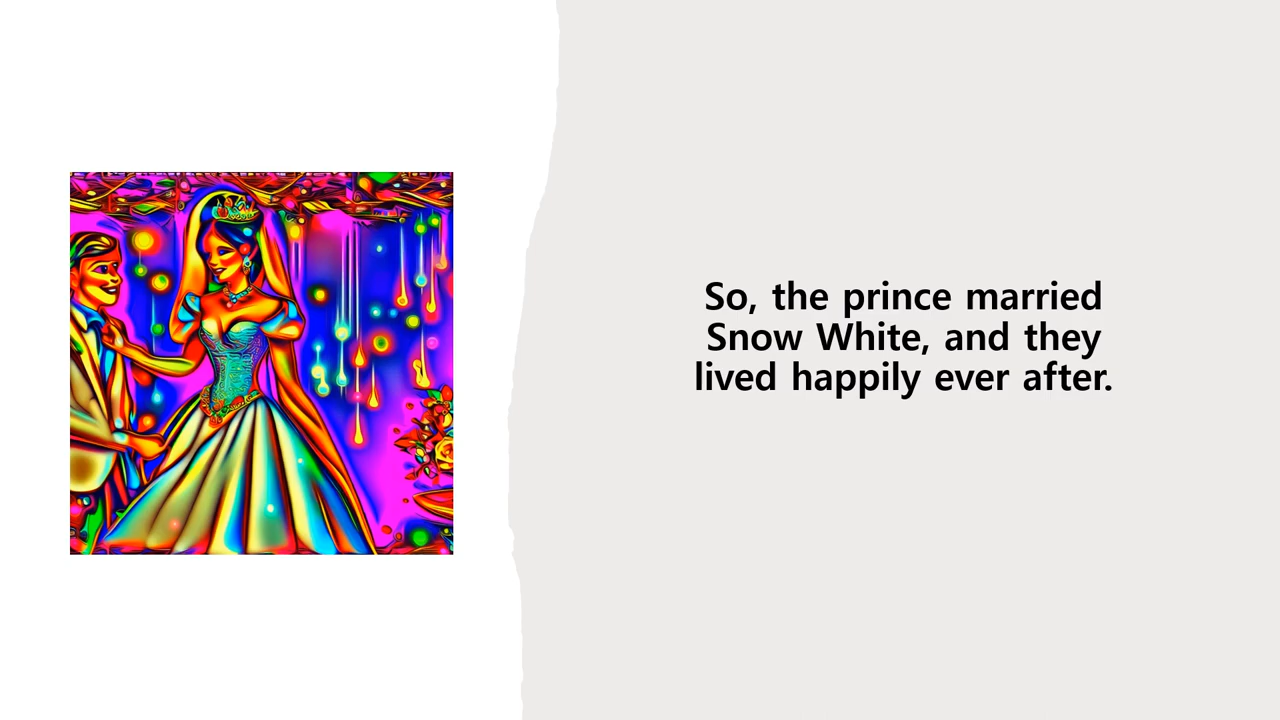 So, the prince married
Snow White, and they
lived happily ever after.